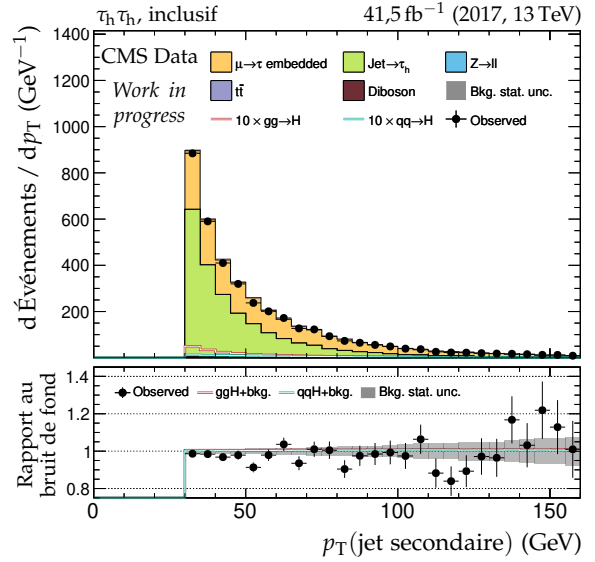 τhτh, inclusif 41,5 fb−1 (2017, 13 TeV)
CMS Data
Work in progress
μ→τ embedded Jet→τh Z→ll
tt̄ Diboson Bkg. stat. unc.
10×gg→H 10×qq→H Observed
d Événements / dpT (GeV−1)
1400
1200
1000
800
600
400
200
Observed ggH+bkg. qqH+bkg. Bkg. stat. unc.
Rapport au
bruit de fond
1.4
1.2
1
0.8
0 50 100 150
pT(jet secondaire) (GeV)